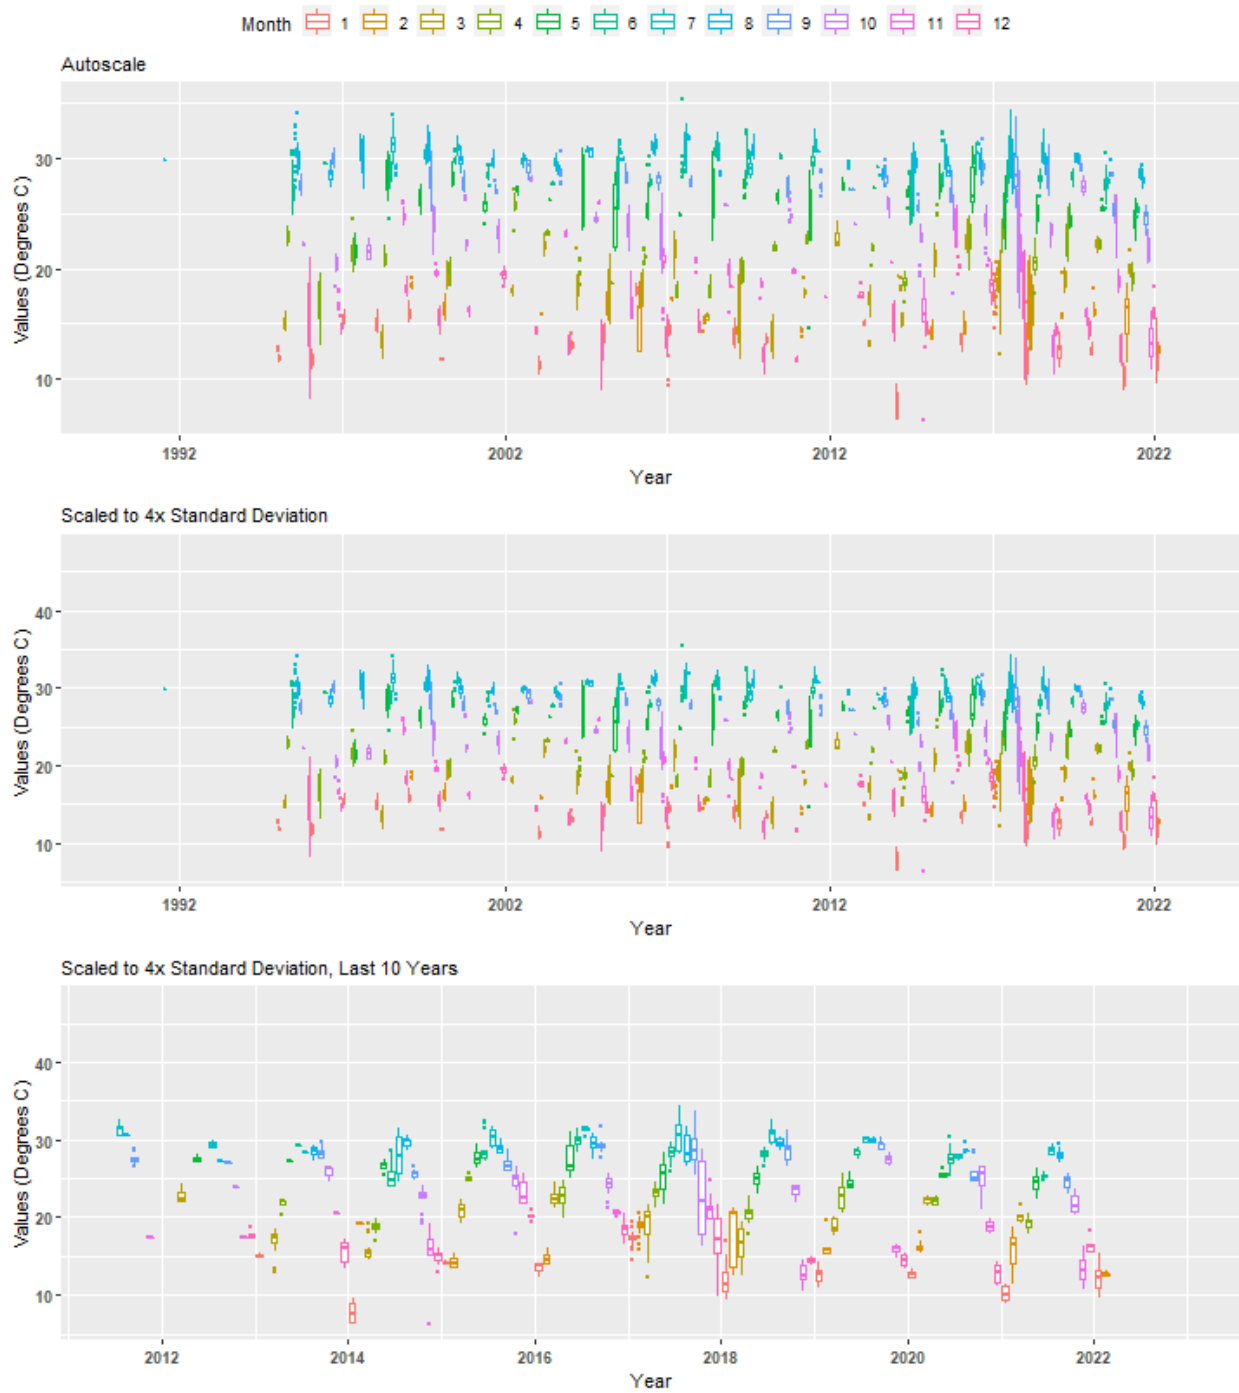 Month 1 2 3 4 5 6 7 8 9 10 11 12
Autoscale
Values (Degrees C)
30
20
10
1992 2002 2012 2022
Year
Scaled to 4x Standard Deviation
Values (Degrees C)
40
30
20
10
1992 2002 2012 2022
Year
Scaled to 4x Standard Deviation, Last 10 Years
Values (Degrees C)
40
30
20
10
2012 2014 2016 2018 2020 2022
Year